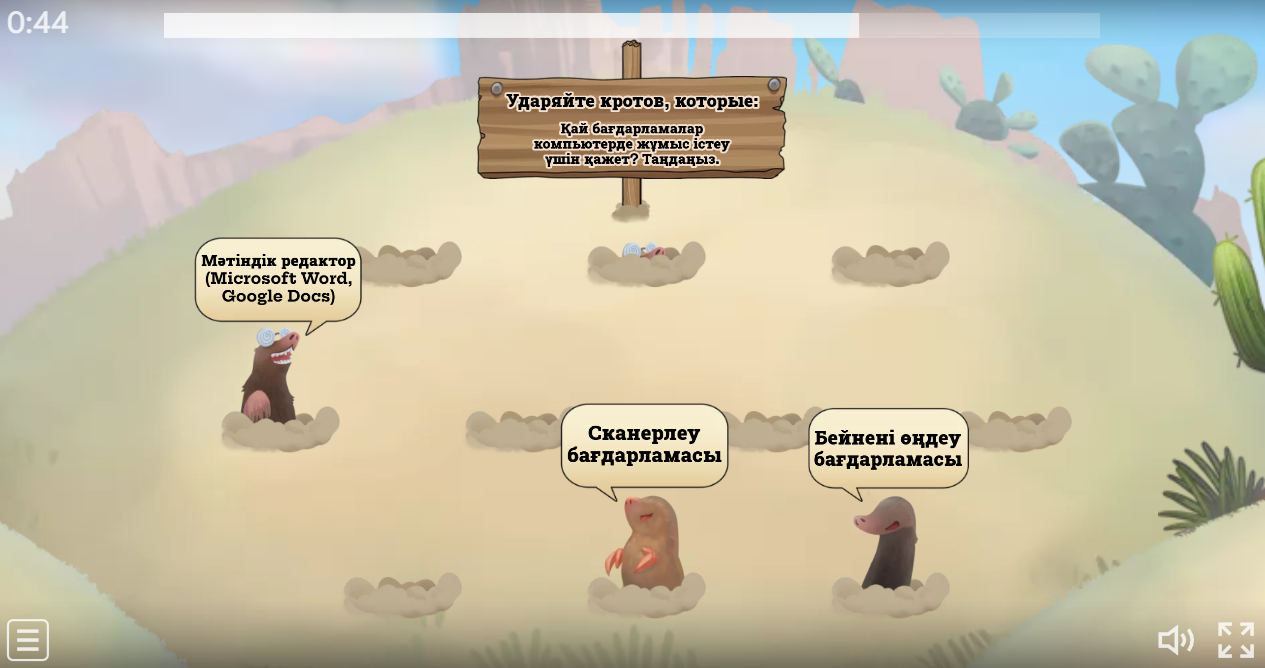 0:44
Ударяйте кротов, которые:
Қай бағдарламалар
компьютерде жұмыс істеу
үшін қажет? Таңдаңыз.
Мәтіндік редактор
(Microsoft Word,
Google Docs)
Сканерлеу
бағдарламасы
Бейнені өңдеу
бағдарламасы